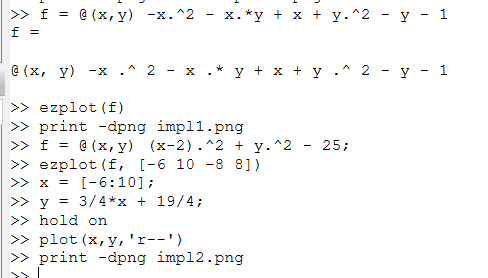 >> f = @(x,y) -x.^2 - x.*y + x + y.^2 - y - 1
f =
@(x, y) -x .^ 2 - x .* y + x + y .^ 2 - y - 1
>> ezplot(f)
>> print -dpng impl1.png
>> f = @(x,y) (x-2).^2 + y.^2 - 25;
>> ezplot(f, [-6 10 -8 8])
>> x = [-6:10];
>> y = 3/4*x + 19/4;
>> hold on
>> plot(x,y,'r--')
>> print -dpng impl2.png
>>